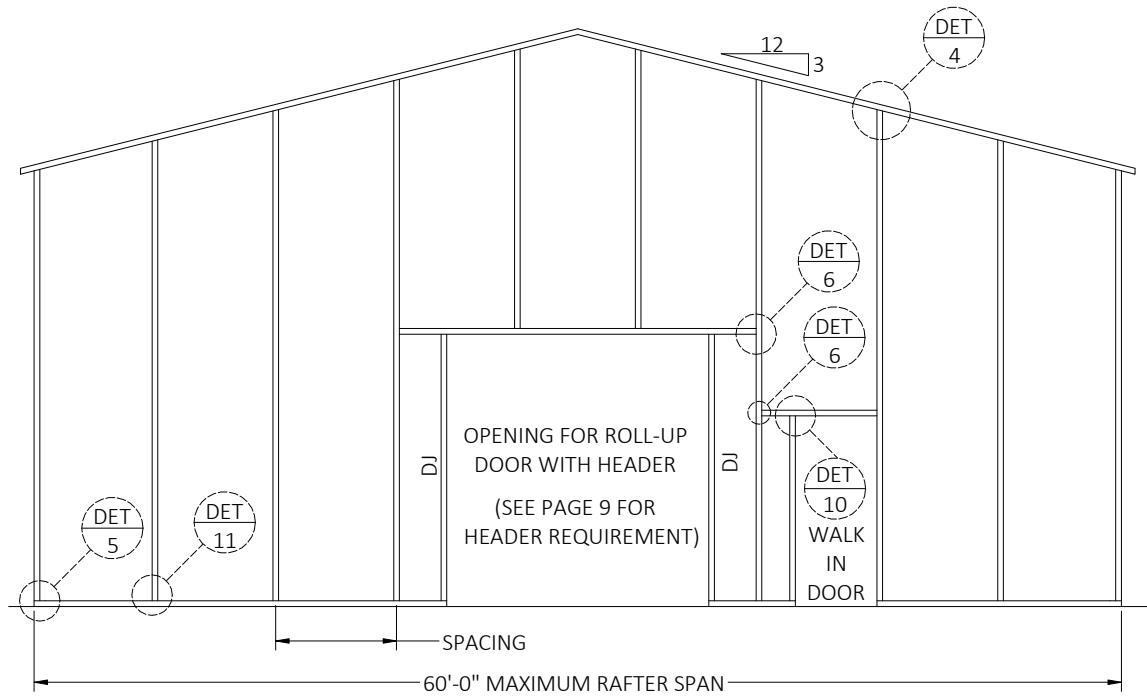 DET
4
12
3
DET
6
DET
6
OPENING FOR ROLL-UP
DOOR WITH HEADER
(SEE PAGE 9 FOR
HEADER REQUIREMENT)
DJ
DJ
DET
10
WALK
IN
DOOR
DET
5
DET
11
SPACING
60'-0" MAXIMUM RAFTER SPAN